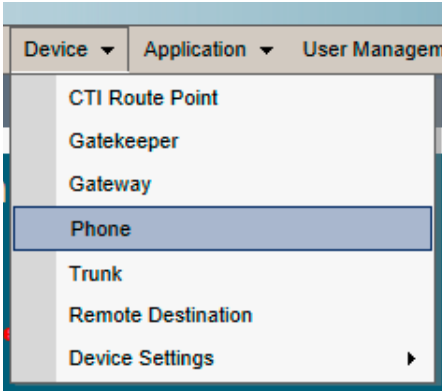 Device Application User Managem
CTI Route Point
Gatekeeper
Gateway
Phone
Trunk
Remote Destination
Device Settings